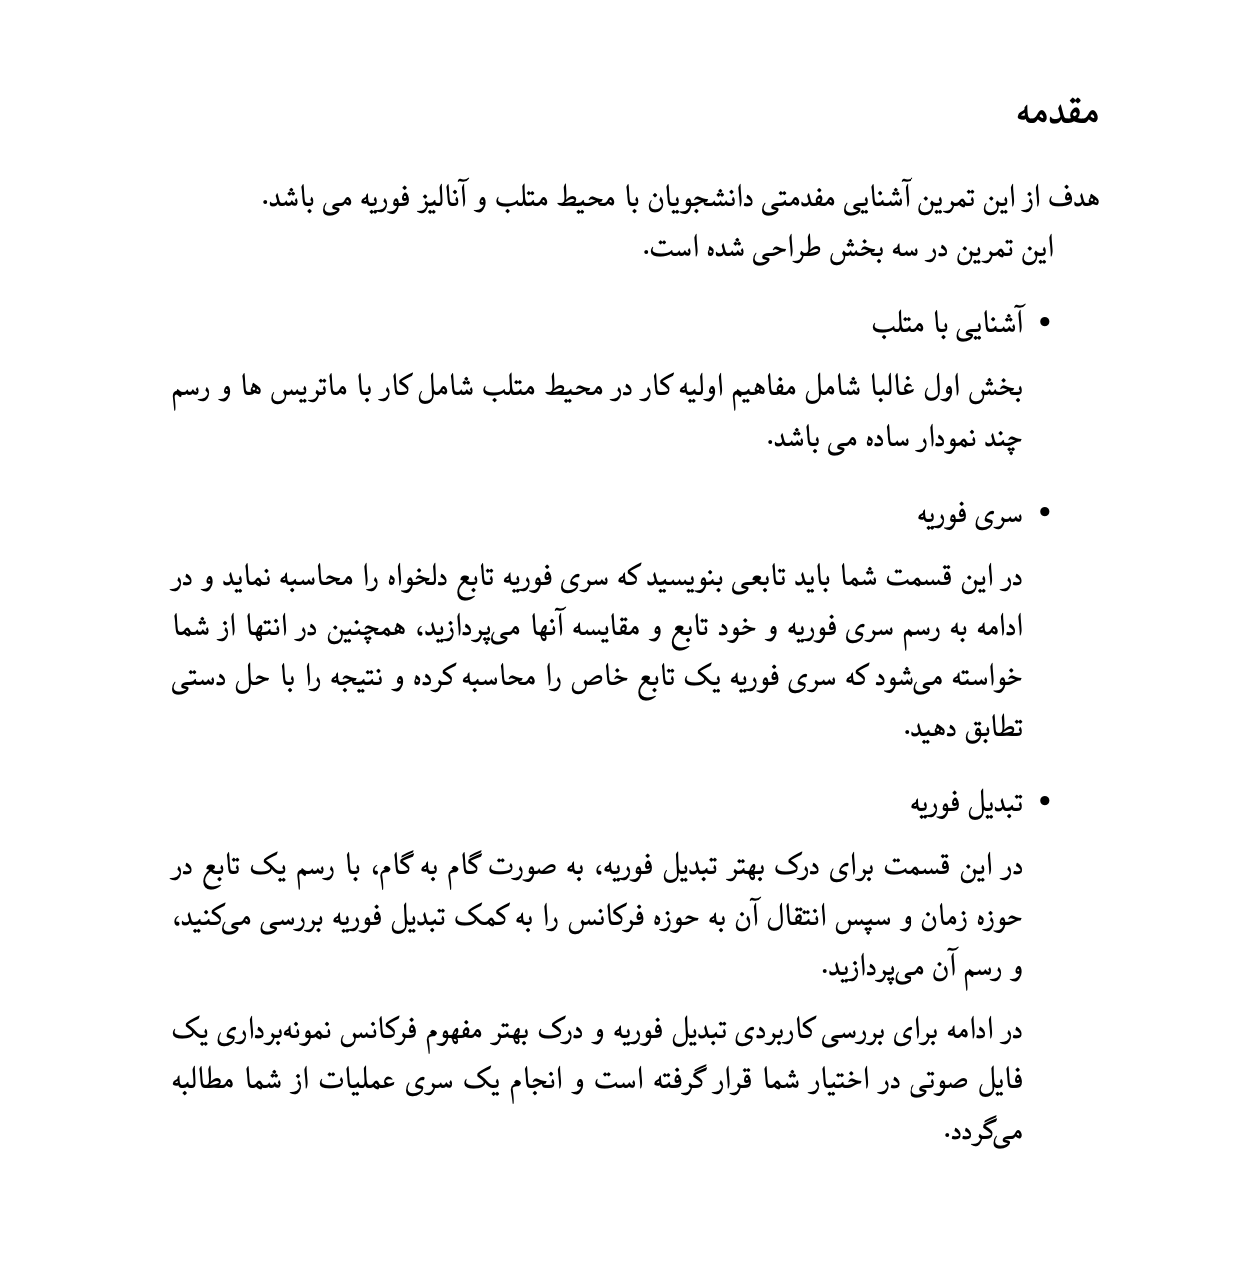 مقدمه
هدف از این تمرین آشنایی مفدمتی دانشجویان با محیط متلب و آنالیز فوریه می باشد.
این تمرین در سه بخش طراحی شده است.
• آشنایی با متلب
بخش اول غالبا شامل مفاهیم اولیه کار در محیط متلب شامل کار با ماتریس ها و رسم
چند نمودار ساده می باشد.
• سری فوریه
در این قسمت شما باید تابعی بنویسید که سری فوریه تابع دلخواه را محاسبه نماید و در
ادامه به رسم سری فوریه و خود تابع و مقایسه آنها می‌پردازید، همچنین در انتها از شما
خواسته می‌شود که سری فوریه یک تابع خاص را محاسبه کرده و نتیجه را با حل دستی
تطابق دهید.
• تبدیل فوریه
در این قسمت برای درک بهتر تبدیل فوریه، به صورت گام به گام، با رسم یک تابع در
حوزه زمان و سپس انتقال آن به حوزه فرکانس را به کمک تبدیل فوریه بررسی می‌کنید،
و رسم آن می‌پردازید.
در ادامه برای بررسی کاربردی تبدیل فوریه و درک بهتر مفهوم فرکانس نمونه‌برداری یک
فایل صوتی در اختیار شما قرار گرفته است و انجام یک سری عملیات از شما مطالبه
می‌گردد.